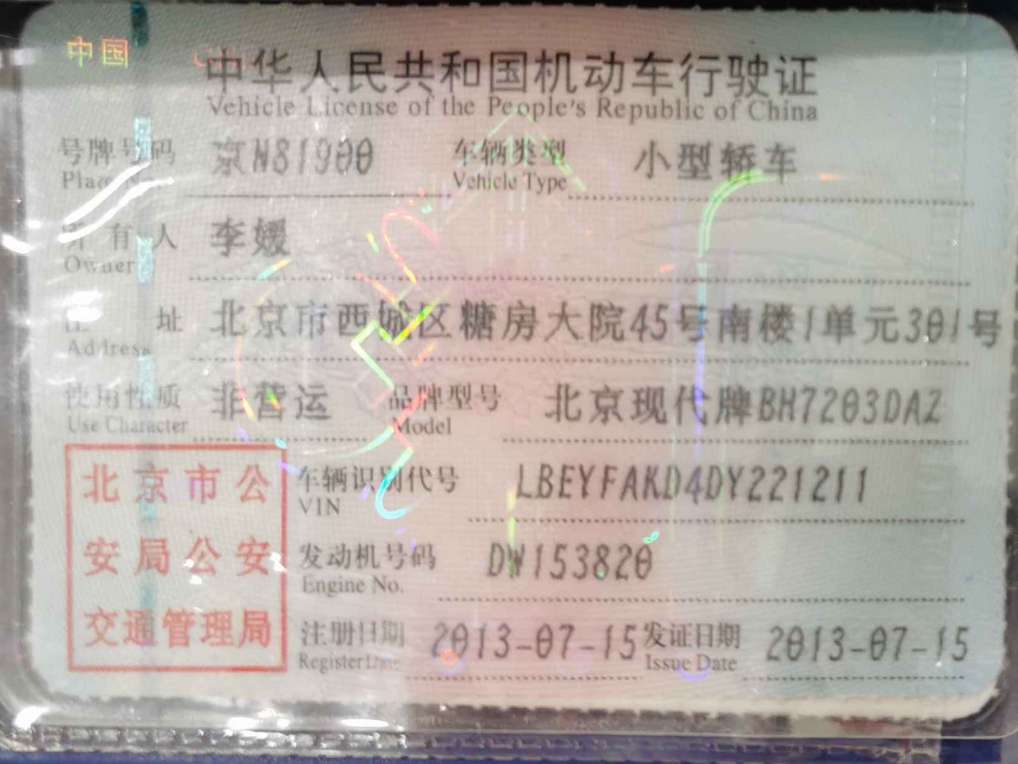 中国
中华人民共和国机动车行驶证
Vehicle License of the People's Republic of China
号牌号码 京N81900 车辆类型 小型轿车
Plate No. Vehicle Type
所有人 李媛
Owner
住址 北京市西城区糖房大院45号南楼1单元301号
Address
使用性质 非营运 品牌型号 北京现代牌BH7203DAZ
Use Character Model
北京市公安局公安交通管理局
车辆识别代号 LBEYFAKD4DY221211
VIN
发动机号码 DW153820
Engine No.
注册日期 2013-07-15 发证日期 2013-07-15
Register Date Issue Date